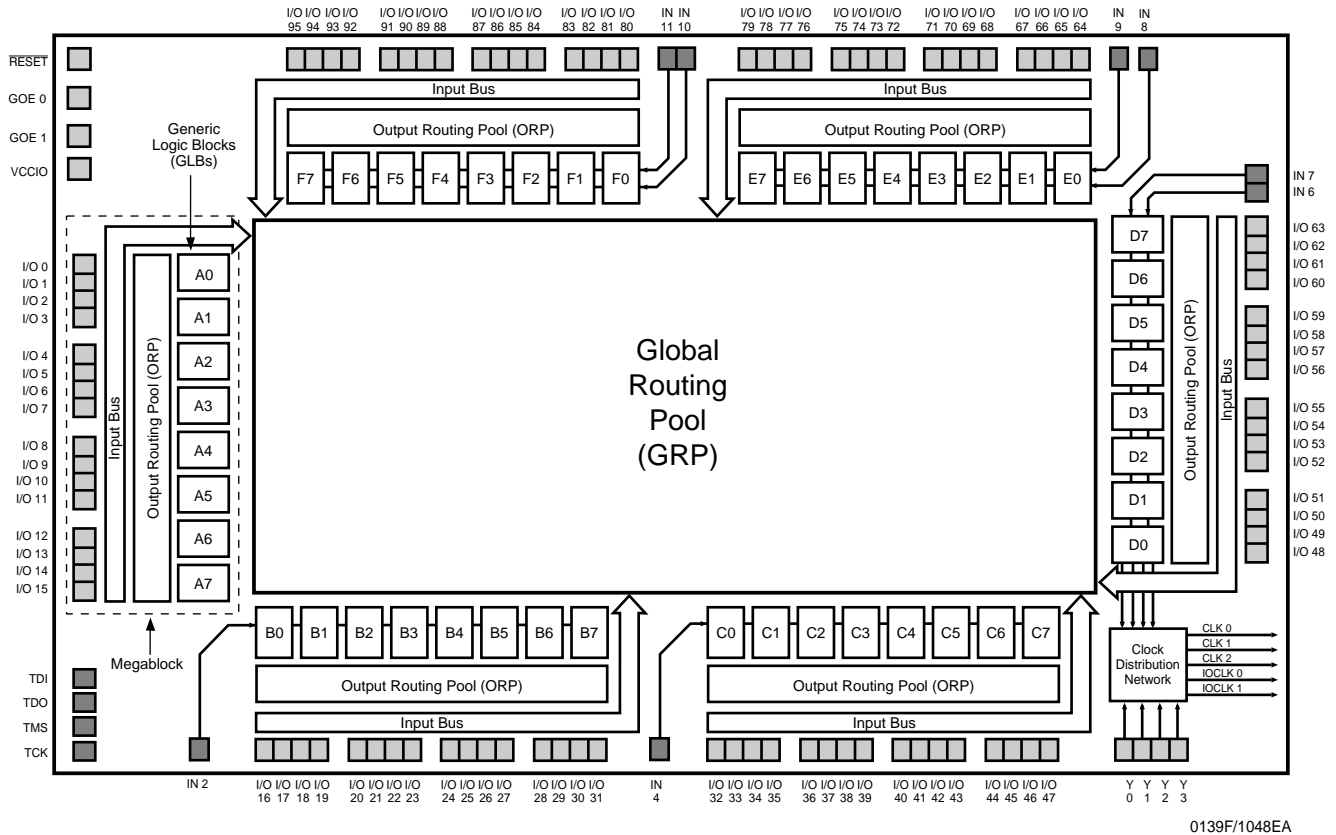 I/O I/O I/O I/O I/O I/O I/O I/O I/O I/O I/O I/O I/O I/O I/O I/O IN IN I/O I/O I/O I/O I/O I/O I/O I/O I/O I/O I/O I/O I/O I/O I/O I/O IN IN
95 94 93 92 91 90 89 88 87 86 85 84 83 82 81 80 11 10 79 78 77 76 75 74 73 72 71 70 69 68 67 66 65 64 9 8
RESET
GOE 0
GOE 1
VCCIO
Generic
Logic Blocks
(GLBs)
Input Bus
Output Routing Pool (ORP)
F7 F6 F5 F4 F3 F2 F1 F0
Input Bus
Output Routing Pool (ORP)
E7 E6 E5 E4 E3 E2 E1 E0
IN 7
IN 6
I/O 0
I/O 1
I/O 2
I/O 3
I/O 4
I/O 5
I/O 6
I/O 7
I/O 8
I/O 9
I/O 10
I/O 11
I/O 12
I/O 13
I/O 14
I/O 15
Input Bus
Output Routing Pool (ORP)
A0
A1
A2
A3
A4
A5
A6
A7
Megablock
Global
Routing
Pool
(GRP)
D7
D6
D5
D4
D3
D2
D1
D0
Output Routing Pool (ORP)
Input Bus
I/O 63
I/O 62
I/O 61
I/O 60
I/O 59
I/O 58
I/O 57
I/O 56
I/O 55
I/O 54
I/O 53
I/O 52
I/O 51
I/O 50
I/O 49
I/O 48
B0 B1 B2 B3 B4 B5 B6 B7
Output Routing Pool (ORP)
Input Bus
C0 C1 C2 C3 C4 C5 C6 C7
Output Routing Pool (ORP)
Input Bus
Clock
Distribution
Network
CLK 0
CLK 1
CLK 2
IOCLK 0
IOCLK 1
TDI
TDO
TMS
TCK
IN 2
I/O I/O I/O I/O I/O I/O I/O I/O I/O I/O I/O I/O I/O I/O I/O I/O IN I/O I/O I/O I/O I/O I/O I/O I/O I/O I/O I/O I/O I/O I/O I/O I/O Y Y Y Y
16 17 18 19 20 21 22 23 24 25 26 27 28 29 30 31 4 32 33 34 35 36 37 38 39 40 41 42 43 44 45 46 47 0 1 2 3
0139F/1048EA